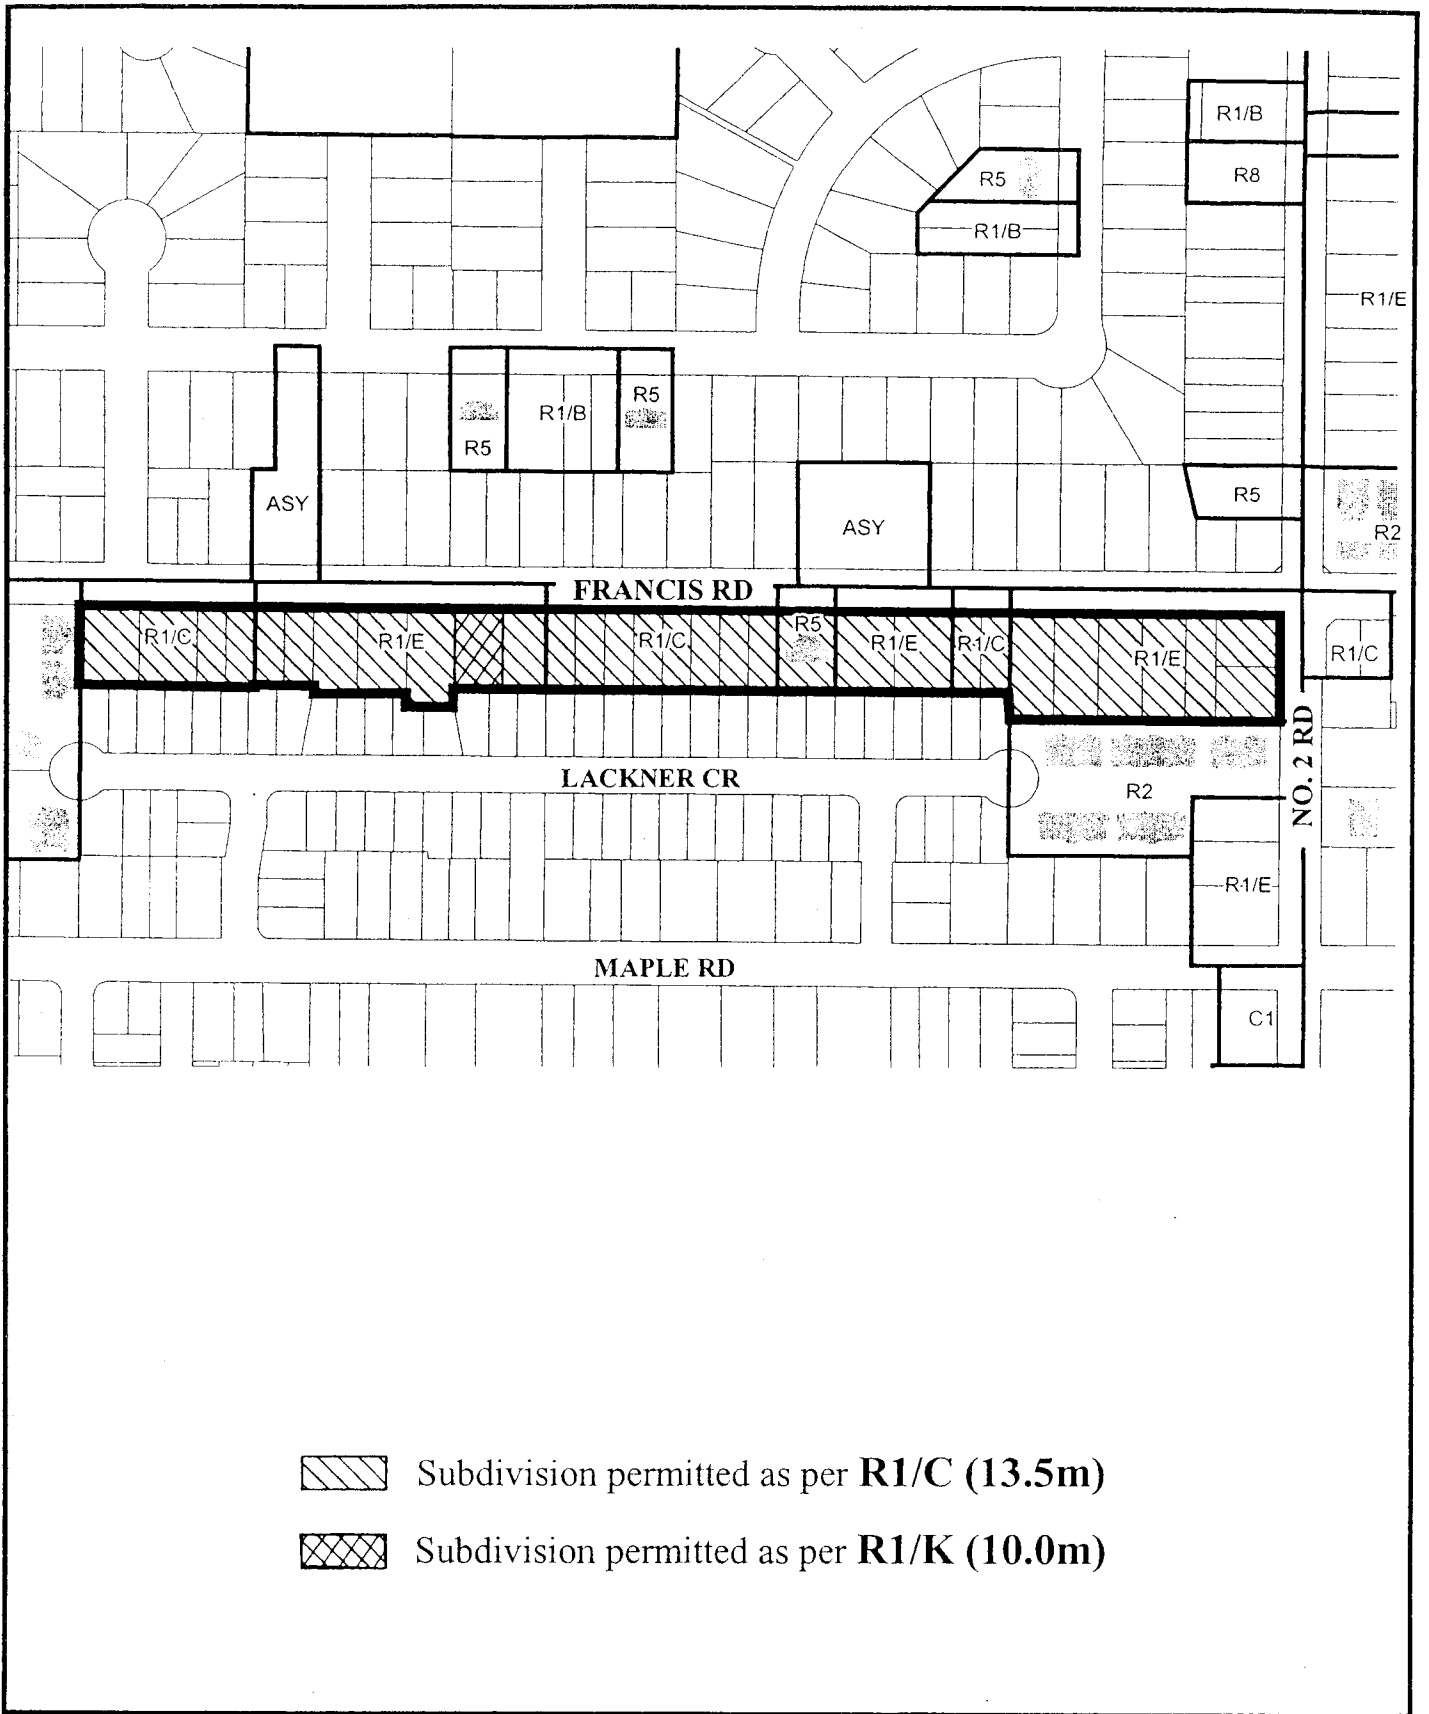 R1/B
R8
R5
R1/B
R1/E
R5
R1/B
R5
ASY
ASY
R5
R2
FRANCIS RD
R1/C
R1/E
R1/C
R5
R1/E
R1/C
R1/E
R1/C
LACKNER CR
R2
NO. 2 RD
R1/E
MAPLE RD
C1
Subdivision permitted as per R1/C (13.5m)
Subdivision permitted as per R1/K (10.0m)